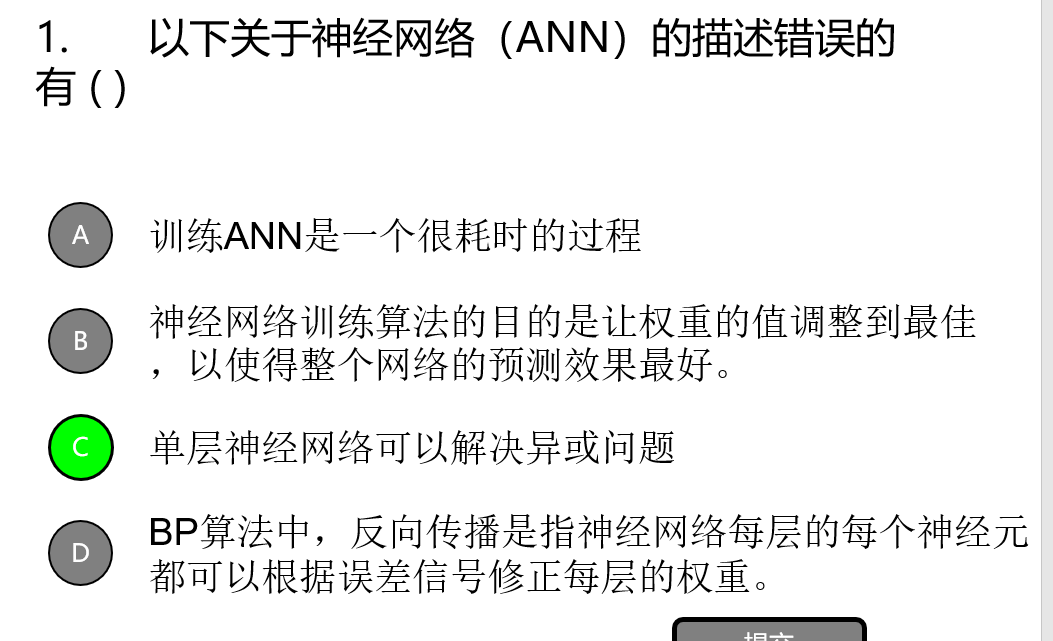 1. 以下关于神经网络（ANN）的描述错误的
有 ( )
A 训练ANN是一个很耗时的过程
B 神经网络训练算法的目的是让权重的值调整到最佳
，以使得整个网络的预测效果最好。
C 单层神经网络可以解决异或问题
D BP算法中，反向传播是指神经网络每层的每个神经元
都可以根据误差信号修正每层的权重。
提交